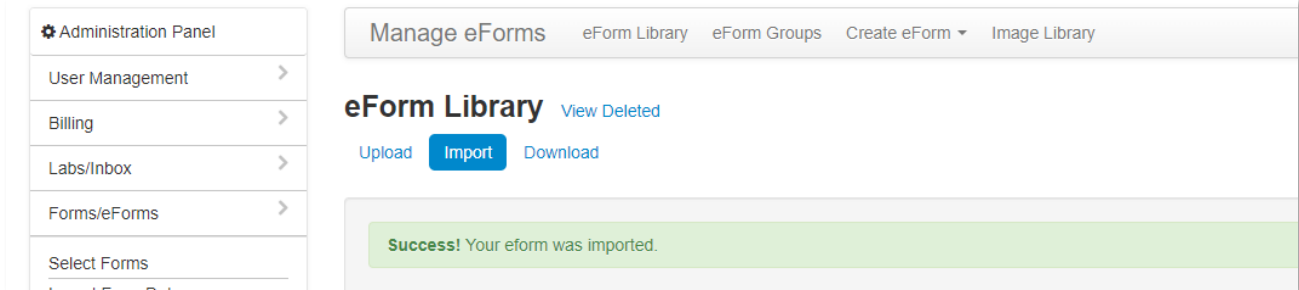 Administration Panel
User Management
Billing
Labs/Inbox
Forms/eForms
Select Forms
Manage eForms eForm Library eForm Groups Create eForm Image Library
eForm Library View Deleted
Upload Import Download
Success! Your eform was imported.